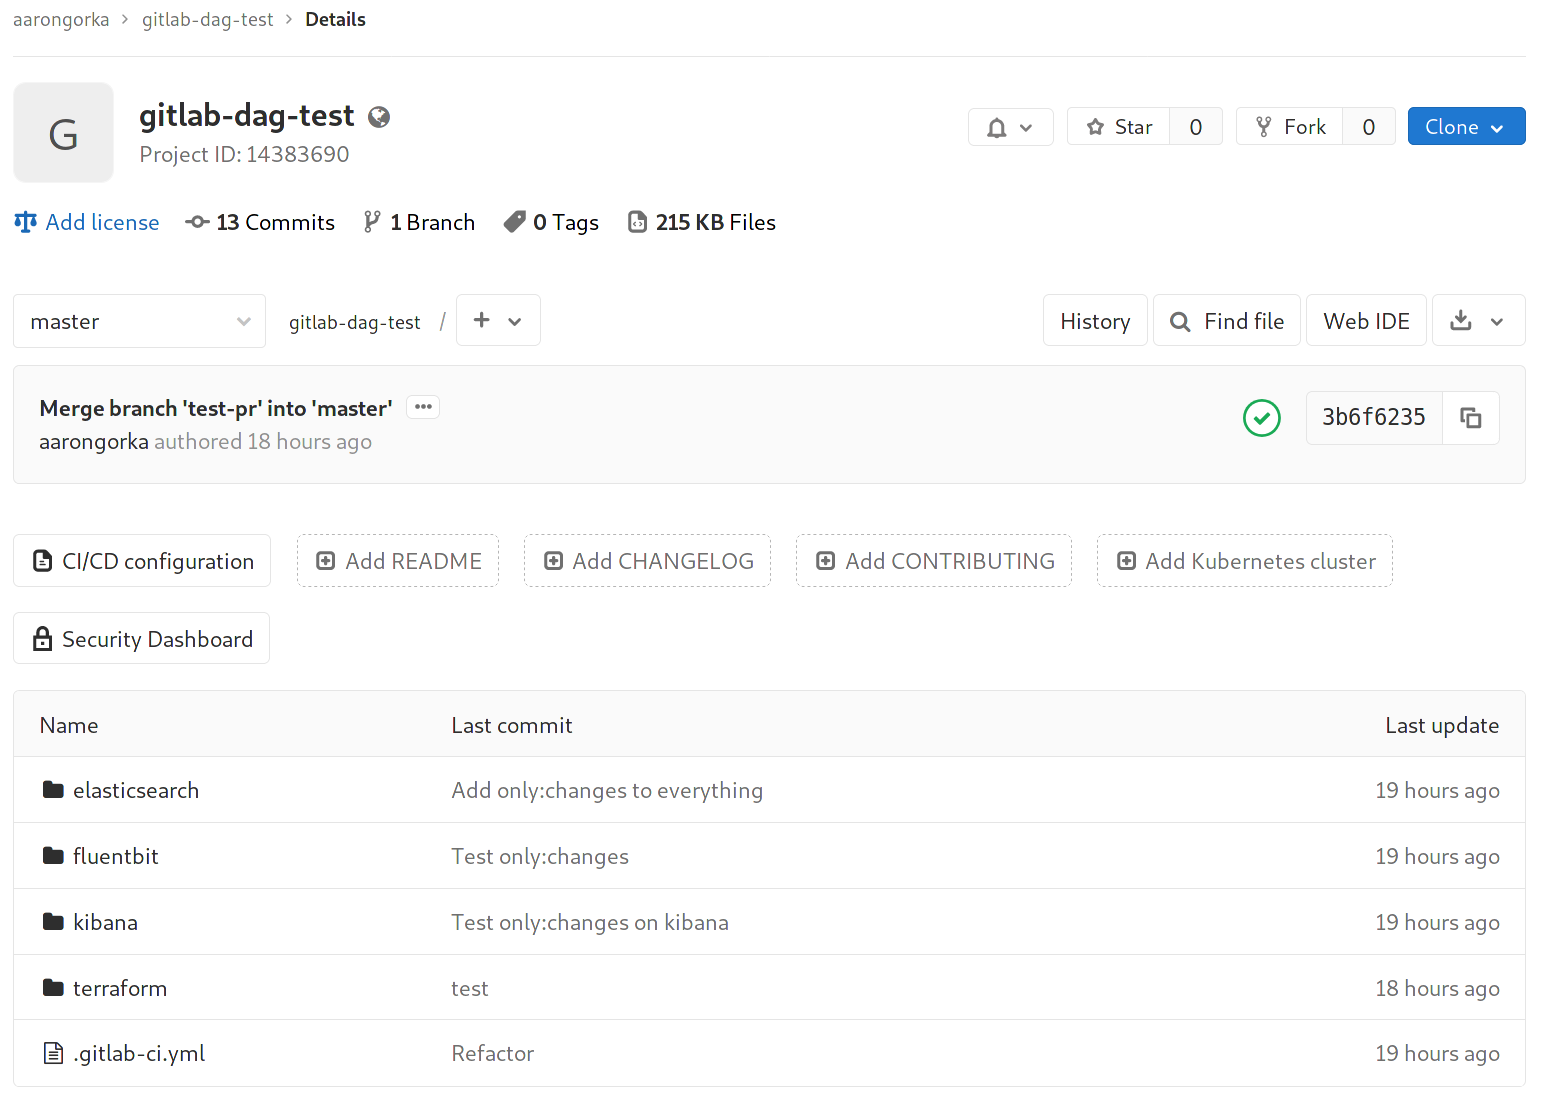 aarongorka > gitlab-dag-test > Details
G
gitlab-dag-test
Project ID: 14383690
Star 0 Fork 0 Clone
Add license 13 Commits 1 Branch 0 Tags 215 KB Files
master gitlab-dag-test / + History Find file Web IDE
Merge branch 'test-pr' into 'master' ···
aarongorka authored 18 hours ago
3b6f6235
CI/CD configuration Add README Add CHANGELOG Add CONTRIBUTING Add Kubernetes cluster
Security Dashboard
Name Last commit Last update
elasticsearch Add only:changes to everything 19 hours ago
fluentbit Test only:changes 19 hours ago
kibana Test only:changes on kibana 19 hours ago
terraform test 18 hours ago
.gitlab-ci.yml Refactor 19 hours ago